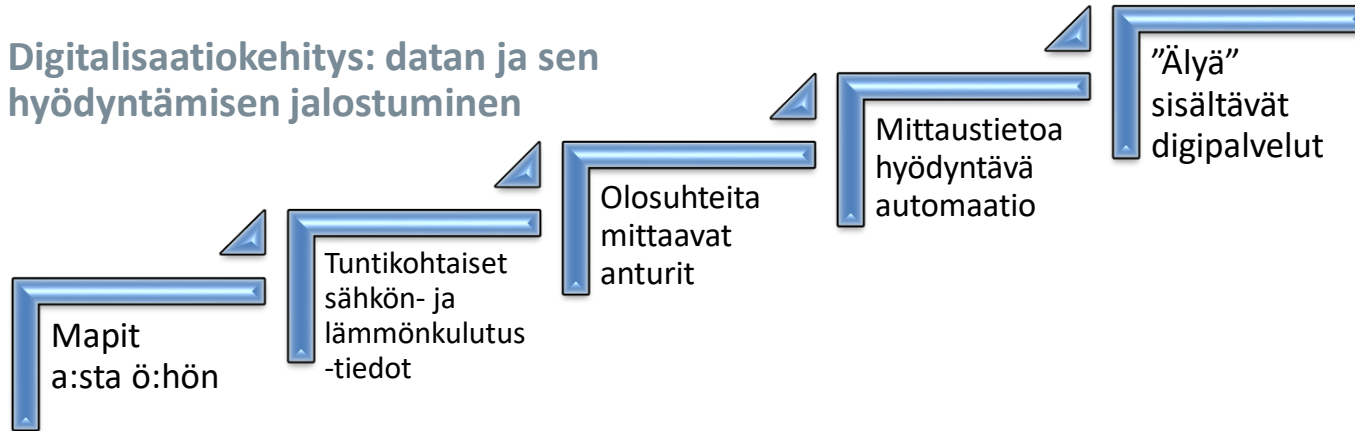 Digitalisaatiokehitys: datan ja sen
hyödyntämisen jalostuminen
Mapit
a:sta ö:hön
Tuntikohtaiset
sähkön- ja
lämmönkulutus
-tiedot
Olosuhteita
mittaavat
anturit
Mittaustietoa
hyödyntävä
automaatio
”Älyä”
sisältävät
digipalvelut